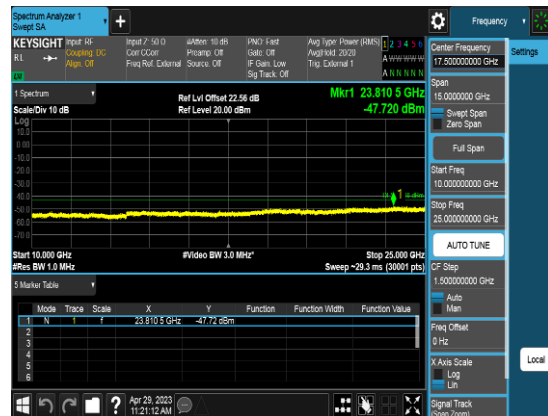 Spectrum Analyzer 1
Swept SA
Frequency
KEYSIGHT
Input: RF
Coupling: DC
Align: Off
Input Z: 50 Ω
Corr CCorr
Freq Ref: External
#Atten: 10 dB
Preamp: Off
Source: Off
PNO: Fast
Gate: Off
IF Gain: Low
Sig Track: Off
Avg Type: Power (RMS)
Avg|Hold: 20/20
Trig: External 1
1 2 3 4 5 6
A W W W W W
A N N N N N
R L
Settings
Center Frequency
17.500000000 GHz
Span
15.0000000 GHz
Swept Span
Zero Span
Full Span
Start Freq
10.000000000 GHz
Stop Freq
25.000000000 GHz
AUTO TUNE
CF Step
1.500000000 GHz
Auto
Man
Freq Offset
0 Hz
X Axis Scale
Log
Lin
Signal Track
(Span Zoom)
Local
1 Spectrum
Scale/Div 10 dB
Log
Ref Lvl Offset 22.56 dB
Ref Level 20.00 dBm
Mkr1 23.810 5 GHz
-47.720 dBm
10.0
0.00
-10.0
-20.0
-30.0
-40.0
-50.0
-60.0
-70.0
1
Start 10.000 GHz
#Res BW 1.0 MHz
#Video BW 3.0 MHz*
Stop 25.000 GHz
Sweep ~29.3 ms (30001 pts)
5 Marker Table
Mode Trace Scale X Y Function Function Width Function Value
1 N 1 f 23.810 5 GHz -47.72 dBm
2
3
4
5
6
?
Apr 29, 2023
11:21:12 AM